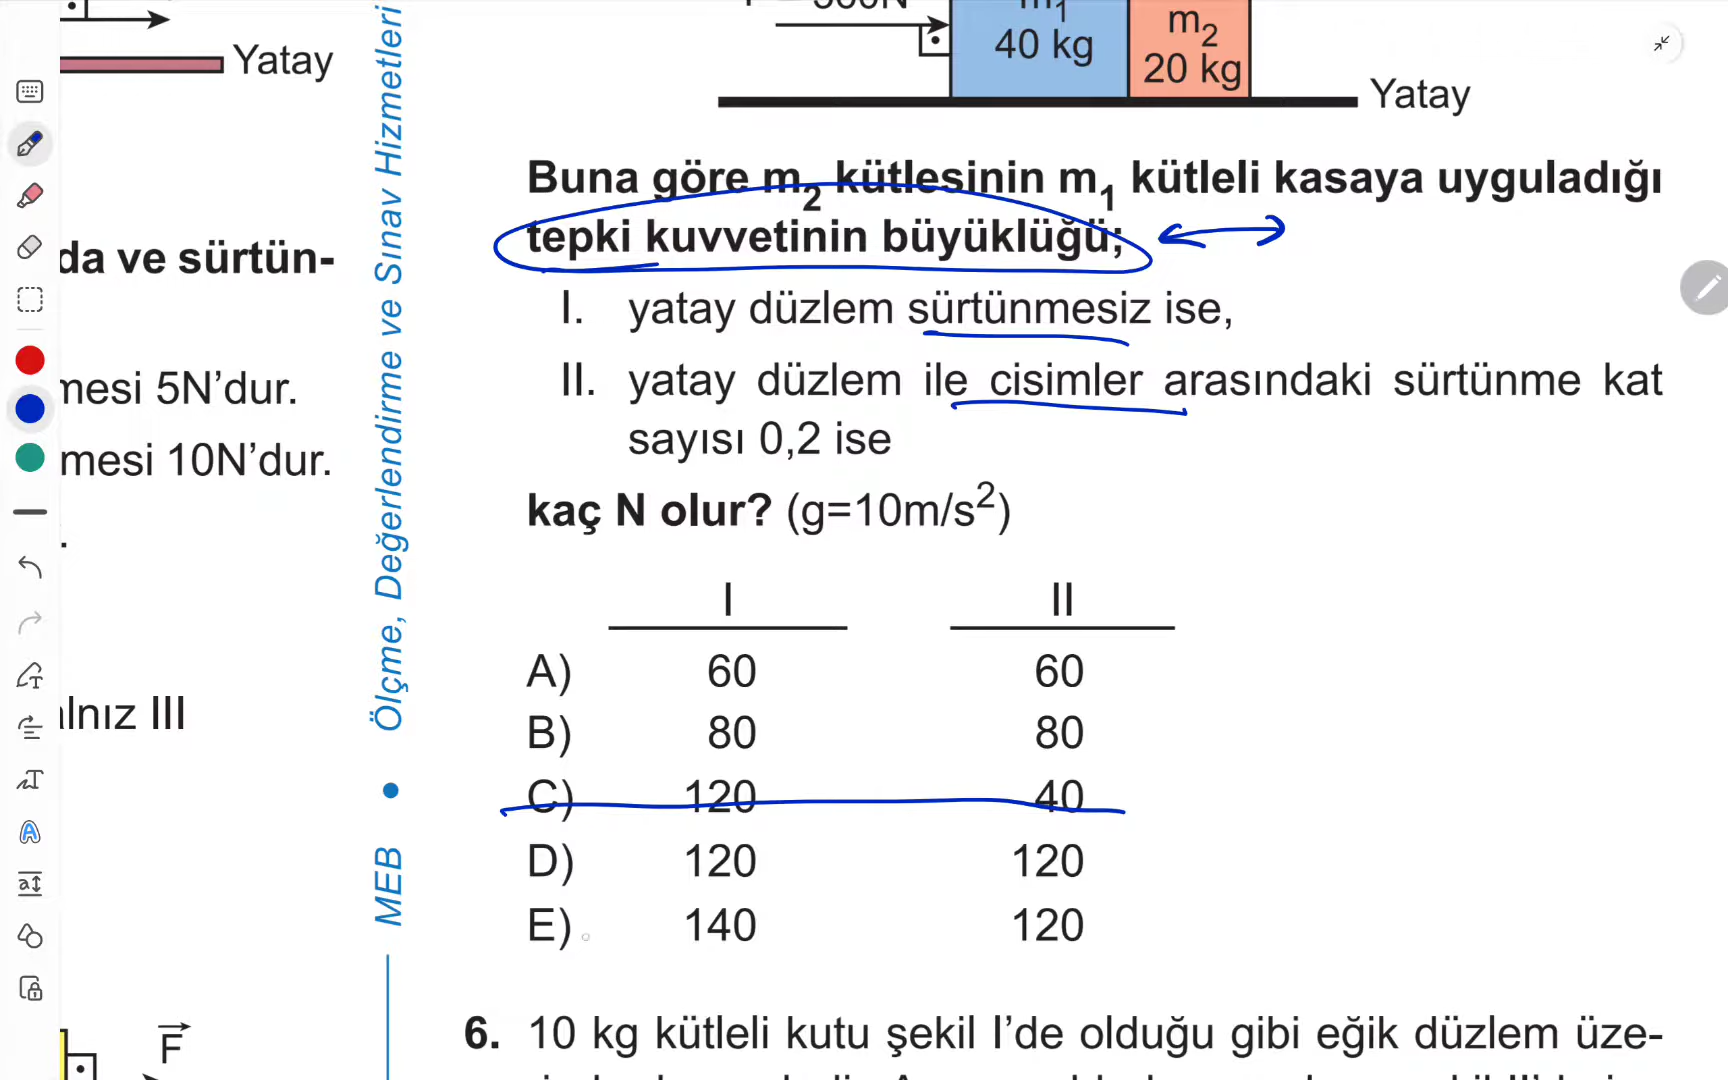 Yatay
da ve sürtün-
mesi 5N'dur.
mesi 10N'dur.
.
lnız III
F
MEB • Ölçme, Değerlendirme ve Sınav Hizmetleri
m1
40 kg
m2
20 kg
Yatay
Buna göre m2 kütlesinin m1 kütleli kasaya uyguladığı
tepki kuvvetinin büyüklüğü;
I. yatay düzlem sürtünmesiz ise,
II. yatay düzlem ile cisimler arasındaki sürtünme kat
sayısı 0,2 ise
kaç N olur? (g=10m/s2)
I II
A) 60 60
B) 80 80
C) 120 40
D) 120 120
E) 140 120
6. 10 kg kütleli kutu şekil I'de olduğu gibi eğik düzlem üze-